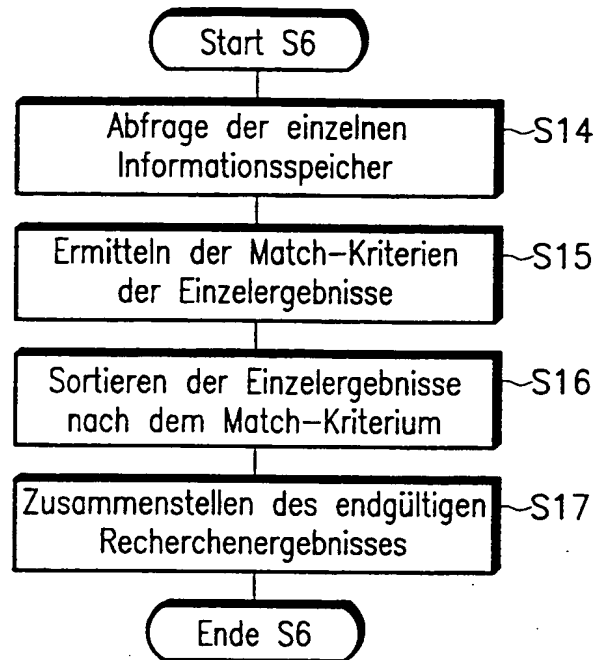 Start S6
Abfrage der einzelnen
Informationsspeicher
S14
Ermitteln der Match-Kriterien
der Einzelergebnisse
S15
Sortieren der Einzelergebnisse
nach dem Match-Kriterium
S16
Zusammenstellen des endgültigen
Recherchenergebnisses
S17
Ende S6